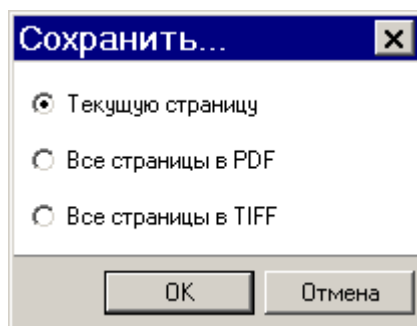 Сохранить...
Текущую страницу
Все страницы в PDF
Все страницы в TIFF
OK Отмена